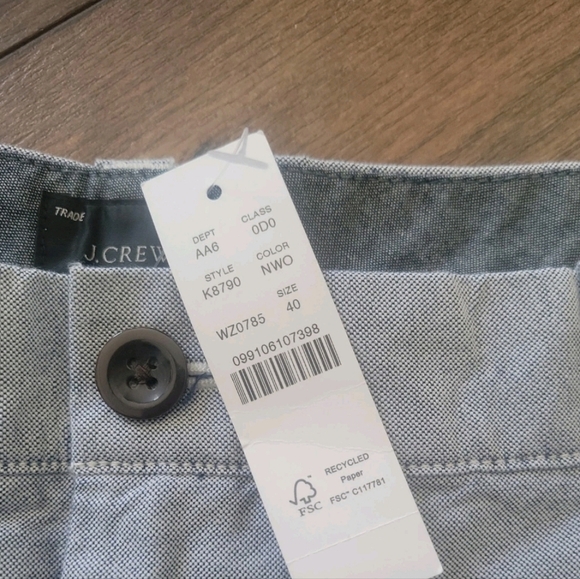 TRADE
J.CREW
DEPT CLASS
AA6 0D0
STYLE COLOR
K8790 NWO
SIZE
WZ0785 40
099106107398
RECYCLED
Paper
FSC FSC® C117781